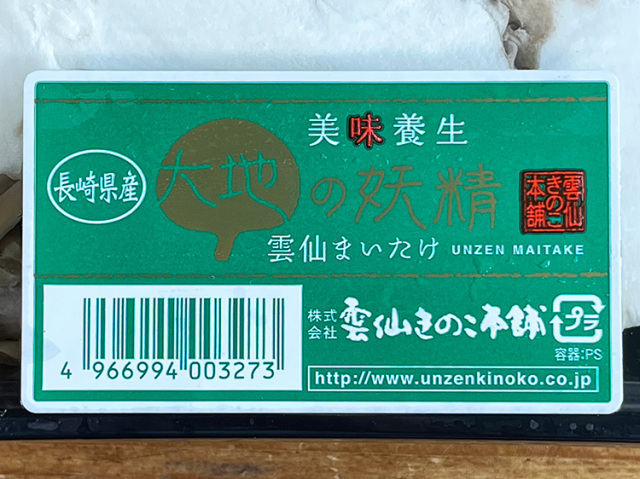 美味養生
長崎県産
大地の妖精
雲仙きのこ本舗
雲仙まいたけ UNZEN MAITAKE
株式会社 雲仙きのこ本舗 プラ
容器:PS
4 966994 003273
http://www.unzenkinoko.co.jp